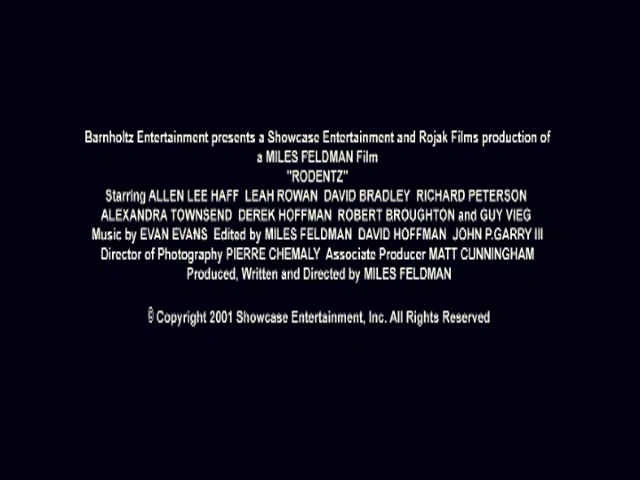 Barnholtz Entertainment presents a Showcase Entertainment and Rojak Films production of
a MILES FELDMAN Film
"RODENTZ"
Starring ALLEN LEE HAFF LEAH ROWAN DAVID BRADLEY RICHARD PETERSON
ALEXANDRA TOWNSEND DEREK HOFFMAN ROBERT BROUGHTON and GUY VIEG
Music by EVAN EVANS Edited by MILES FELDMAN DAVID HOFFMAN JOHN P.GARRY III
Director of Photography PIERRE CHEMALY Associate Producer MATT CUNNINGHAM
Produced, Written and Directed by MILES FELDMAN
© Copyright 2001 Showcase Entertainment, Inc. All Rights Reserved